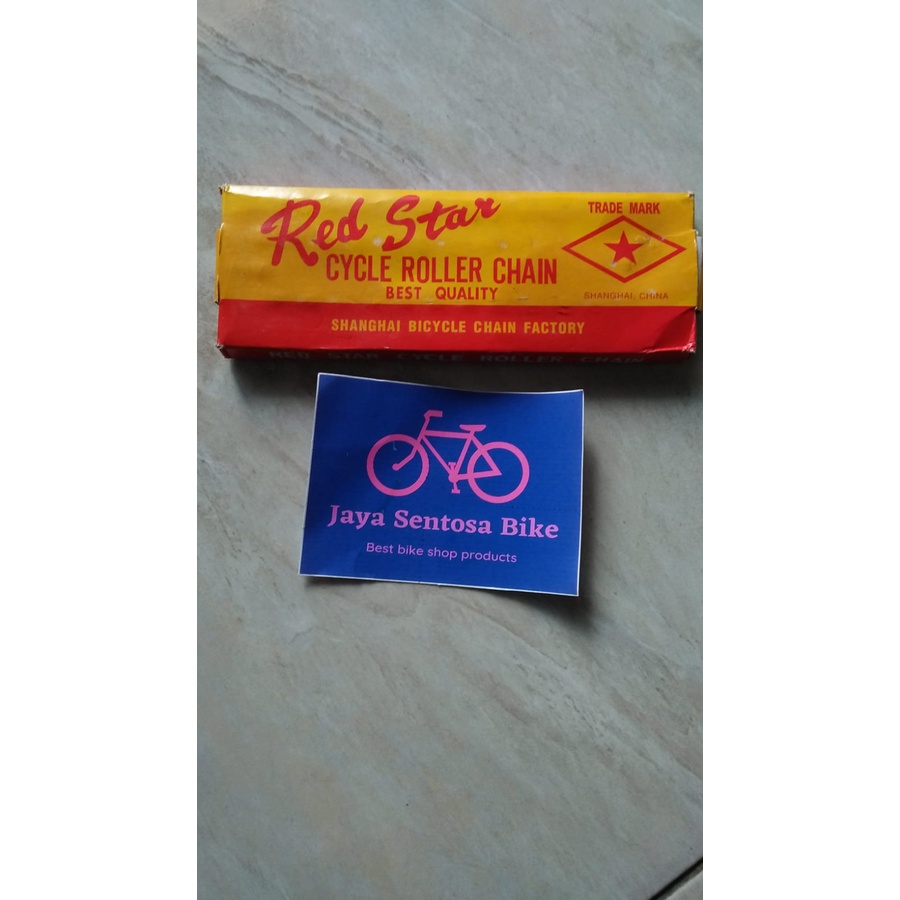 Red Star
TRADE MARK
CYCLE ROLLER CHAIN
BEST QUALITY
SHANGHAI, CHINA
SHANGHAI BICYCLE CHAIN FACTORY
RED STAR CYCLE ROLLER CHAIN
Jaya Sentosa Bike
Best bike shop products